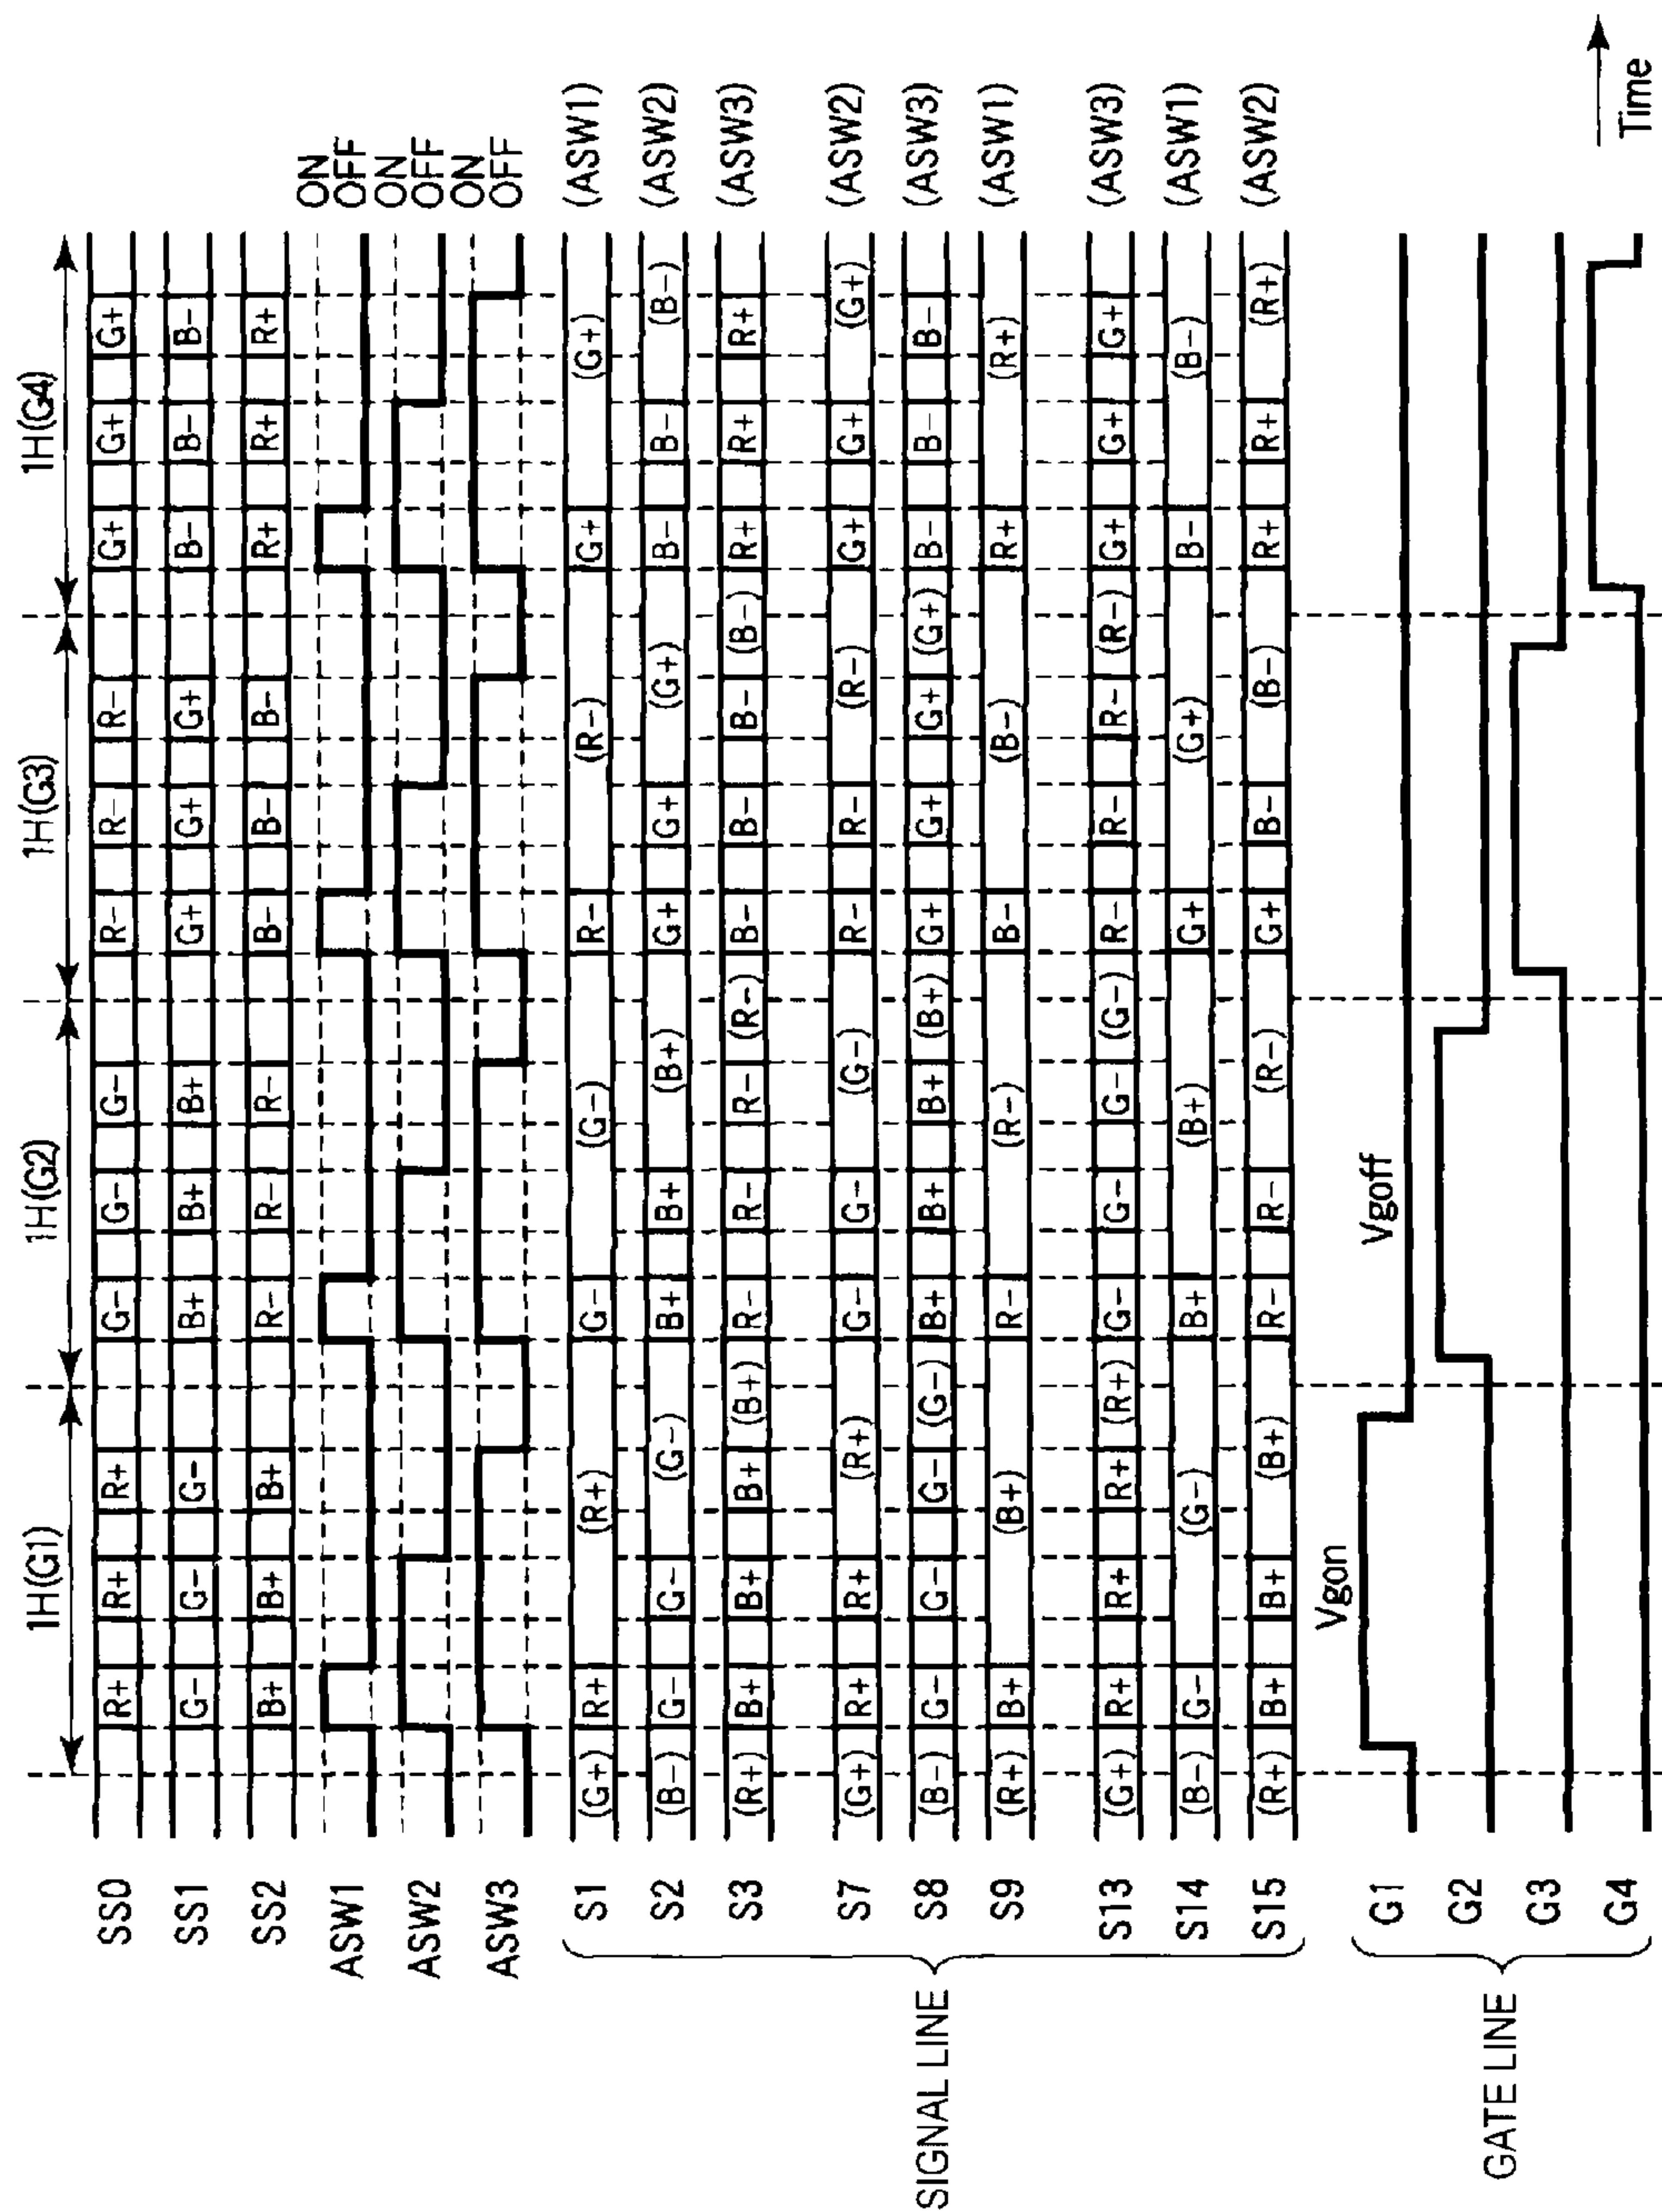 1H(G1) 1H(G2) 1H(G3) 1H(G4)
SS0 R+ R+ R+ G- G- G- R- R- R- G+ G+ G+
SS1 G- G- G- B+ B+ B+ G+ G+ G+ B- B- B-
SS2 B+ B+ B+ R- R- R- B- B- B- R+ R+ R+
ASW1 ON
OFF
ASW2 ON
OFF
ASW3 ON
OFF
S1 (G+) R+ (R+) G- (G-) R- (R-) G+ (G+) (ASW1)
S2 (B-) G- G- (G-) B+ B+ (B+) G+ G+ (G+) B- B- (B-) (ASW2)
S3 (R+) B+ B+ B+ (B+) R- R- R- (R-) B- B- B- (B-) R+ R+ R+ (ASW3)
S7 (G+) R+ R+ (R+) G- G- (G-) R- R- (R-) G+ G+ (G+) (ASW2)
SIGNAL LINE
S8 (B-) G- G- G- (G-) B+ B+ B+ (B+) G+ G+ G+ (G+) B- B- B- (ASW3)
S9 (R+) B+ (B+) R- (R-) B- (B-) R+ (R+) (ASW1)
S13 (G+) R+ R+ R+ (R+) G- G- G- (G-) R- R- R- (R-) G+ G+ G+ (ASW3)
S14 (B-) G- (G-) B+ (B+) G+ (G+) B- (B-) (ASW1)
S15 (R+) B+ B+ (B+) R- R- (R-) G+ B- (B-) R+ R+ (R+) (ASW2)
Vgon Vgoff
G1
G2
GATE LINE
G3
G4
Time